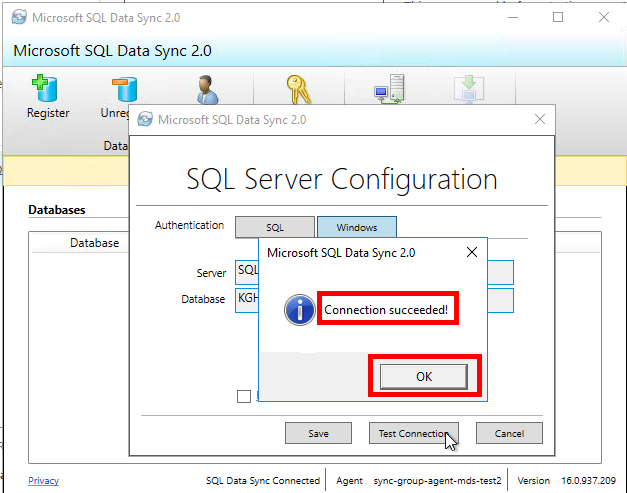 Microsoft SQL Data Sync 2.0
Microsoft SQL Data Sync 2.0
Register
Microsoft SQL Data Sync 2.0
SQL Server Configuration
Databases
Database
Authentication
SQL
Windows
Microsoft SQL Data Sync 2.0
Server
SQL
Database
KGH
Connection succeeded!
OK
Save
Test Connection
Cancel
Privacy
SQL Data Sync Connected
Agent
sync-group-agent-mds-test2
Version
16.0.937.209